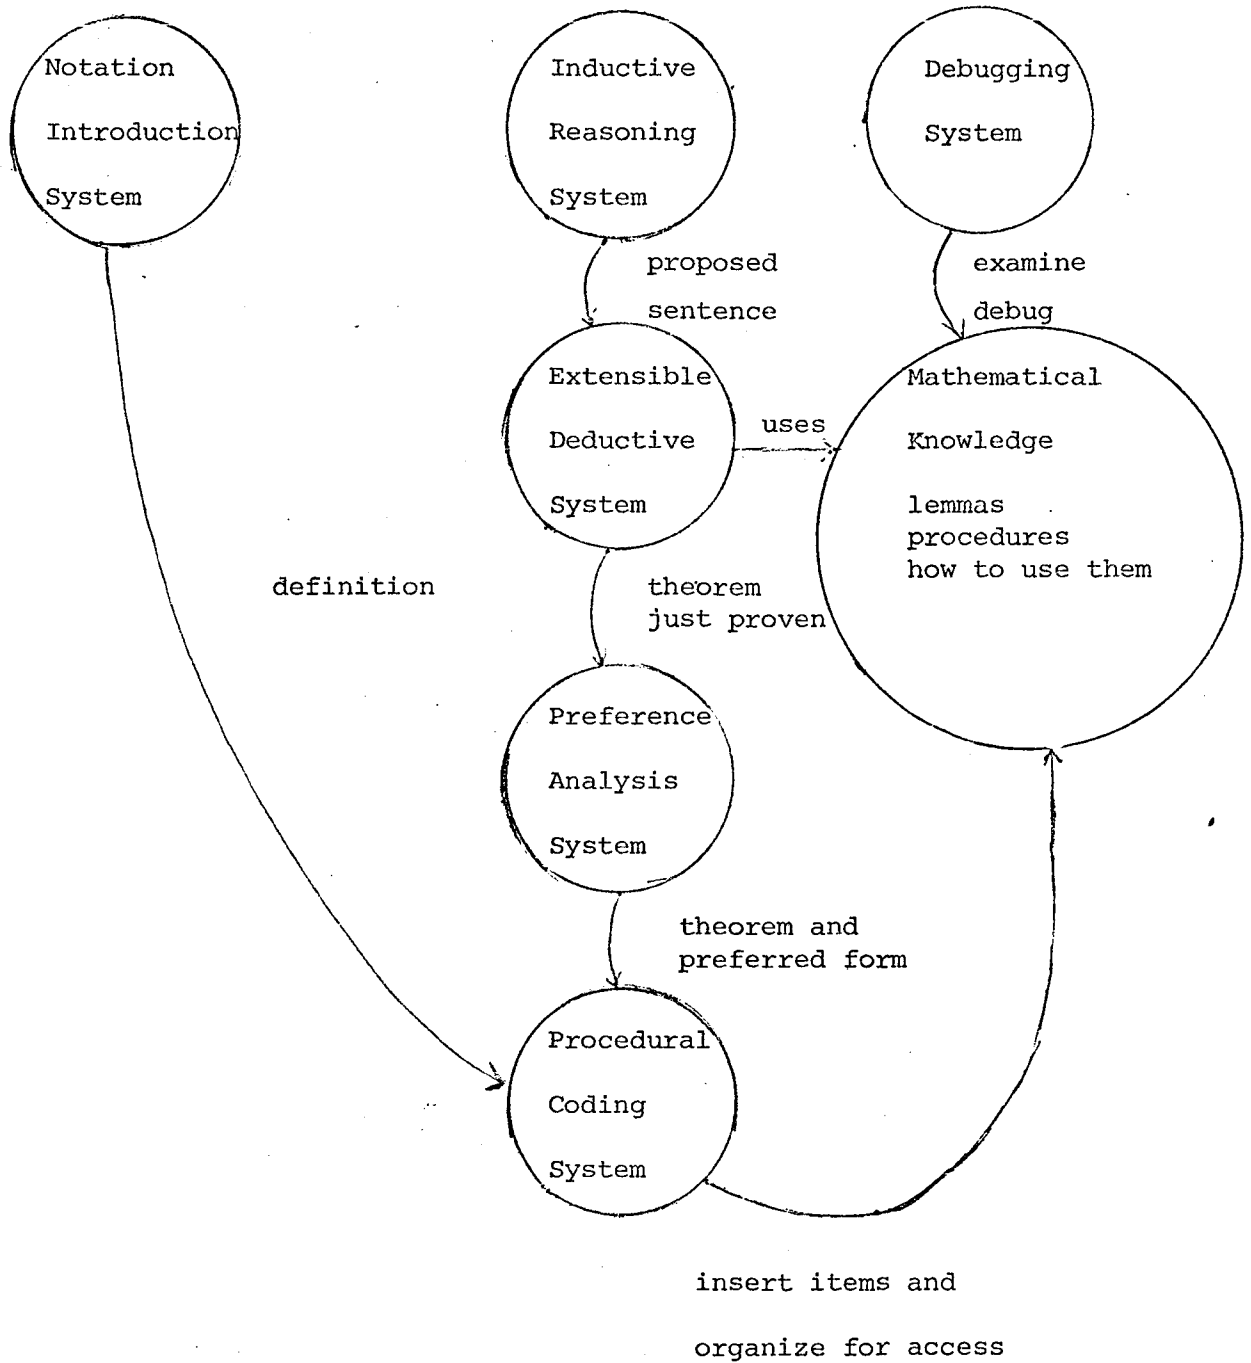 Notation
Introduction
System
Inductive
Reasoning
System
Debugging
System
proposed
sentence
examine
debug
Extensible
Deductive
System
uses
Mathematical
Knowledge
lemmas
procedures
how to use them
definition
theorem
just proven
Preference
Analysis
System
theorem and
preferred form
Procedural
Coding
System
insert items and
organize for access